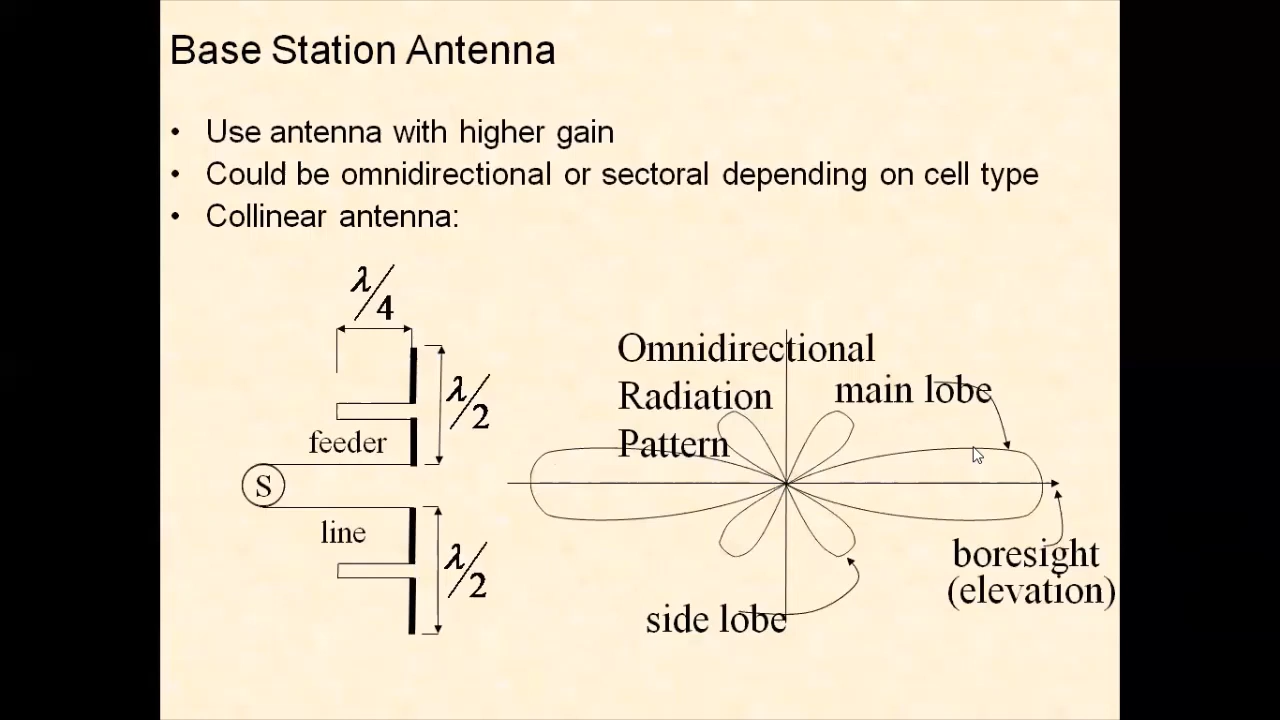 Base Station Antenna
• Use antenna with higher gain
• Could be omnidirectional or sectoral depending on cell type
• Collinear antenna:
λ/4
λ/2
feeder
S
line
λ/2
Omnidirectional
Radiation
Pattern
main lobe
boresight
(elevation)
side lobe